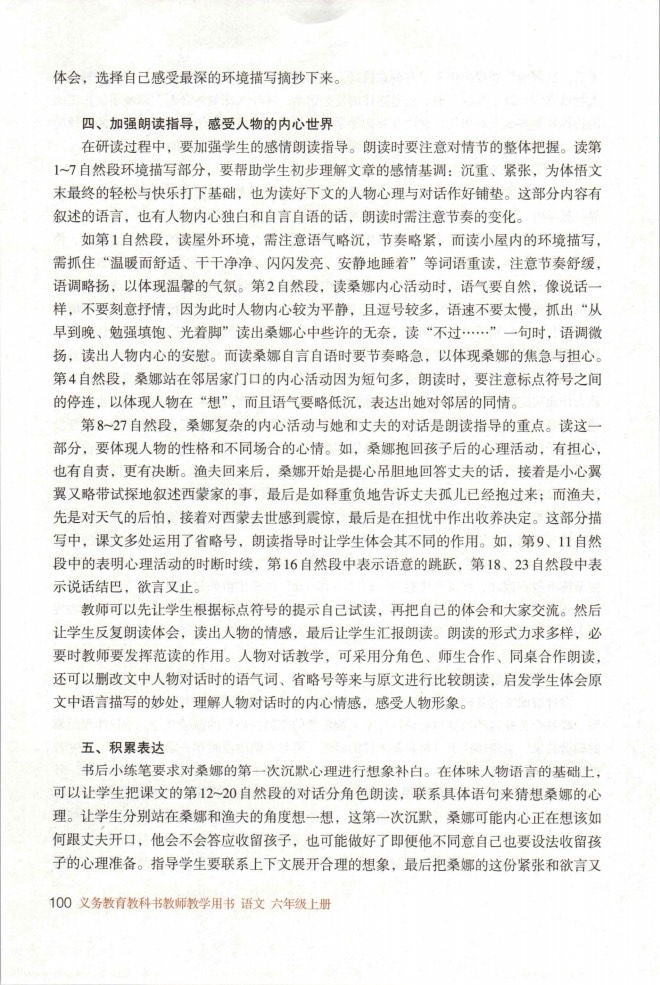 体会，选择自己感受最深的环境描写摘抄下来。
四、加强朗读指导，感受人物的内心世界
在研读过程中，要加强学生的感情朗读指导。朗读时要注意对情节的整体把握。读第
1~7自然段环境描写部分，要帮助学生初步理解文章的感情基调：沉重、紧张，为体悟文
末最终的轻松与快乐打下基础，也为读好下文的人物心理与对话作好铺垫。这部分内容有
叙述的语言，也有人物内心独白和自言自语的话，朗读时需注意节奏的变化。
如第1自然段，读屋外环境，需注意语气略沉，节奏略紧，而读小屋内的环境描写，
需抓住“温暖而舒适、干干净净、闪闪发亮、安静地睡着”等词语重读，注意节奏舒缓，
语调略扬，以体现温馨的气氛。第2自然段，读桑娜内心活动时，语气要自然，像说话一
样，不要刻意抒情，因为此时人物内心较为平静，且逗号较多，语速不要太慢，抓出“从
早到晚、勉强填饱、光着脚”读出桑娜心中些许的无奈，读“不过……”一句时，语调微
扬，读出人物内心的安慰。而读桑娜自言自语时要节奏略急，以体现桑娜的焦急与担心。
第4自然段，桑娜站在邻居家门口的内心活动因为短句多，朗读时，要注意标点符号之间
的停连，以体现人物在“想”，而且语气要略低沉，表达出她对邻居的同情。
第8~27自然段，桑娜复杂的内心活动与她和丈夫的对话是朗读指导的重点。读这一
部分，要体现人物的性格和不同场合的心情。如，桑娜抱回孩子后的心理活动，有担心，
也有自责，更有决断。渔夫回来后，桑娜开始是提心吊胆地回答丈夫的话，接着是小心翼
翼又略带试探地叙述西蒙家的事，最后是如释重负地告诉丈夫孤儿已经抱过来；而渔夫，
先是对天气的后怕，接着对西蒙去世感到震惊，最后是在担忧中作出收养决定。这部分描
写中，课文多处运用了省略号，朗读指导时让学生体会其不同的作用。如，第9、11自然
段中的表明心理活动的时断时续，第16自然段中表示语意的跳跃，第18、23自然段中表
示说话结巴，欲言又止。
教师可以先让学生根据标点符号的提示自己试读，再把自己的体会和大家交流。然后
让学生反复朗读体会，读出人物的情感，最后让学生汇报朗读。朗读的形式力求多样，必
要时教师要发挥范读的作用。人物对话教学，可采用分角色、师生合作、同桌合作朗读，
还可以删改文中人物对话时的语气词、省略号等来与原文进行比较朗读，启发学生体会原
文中语言描写的妙处，理解人物对话时的内心情感，感受人物形象。
五、积累表达
书后小练笔要求对桑娜的第一次沉默心理进行想象补白。在体味人物语言的基础上，
可以让学生把课文的第12~20自然段的对话分角色朗读，联系具体语句来猜想桑娜的心
理。让学生分别站在桑娜和渔夫的角度想一想，这第一次沉默，桑娜可能内心正在想该如
何跟丈夫开口，他会不会答应收留孩子，也可能做好了即便他不同意自己也要设法收留孩
子的心理准备。指导学生要联系上下文展开合理的想象，最后把桑娜的这份紧张和欲言又
100 义务教育教科书教师教学用书 语文 六年级上册